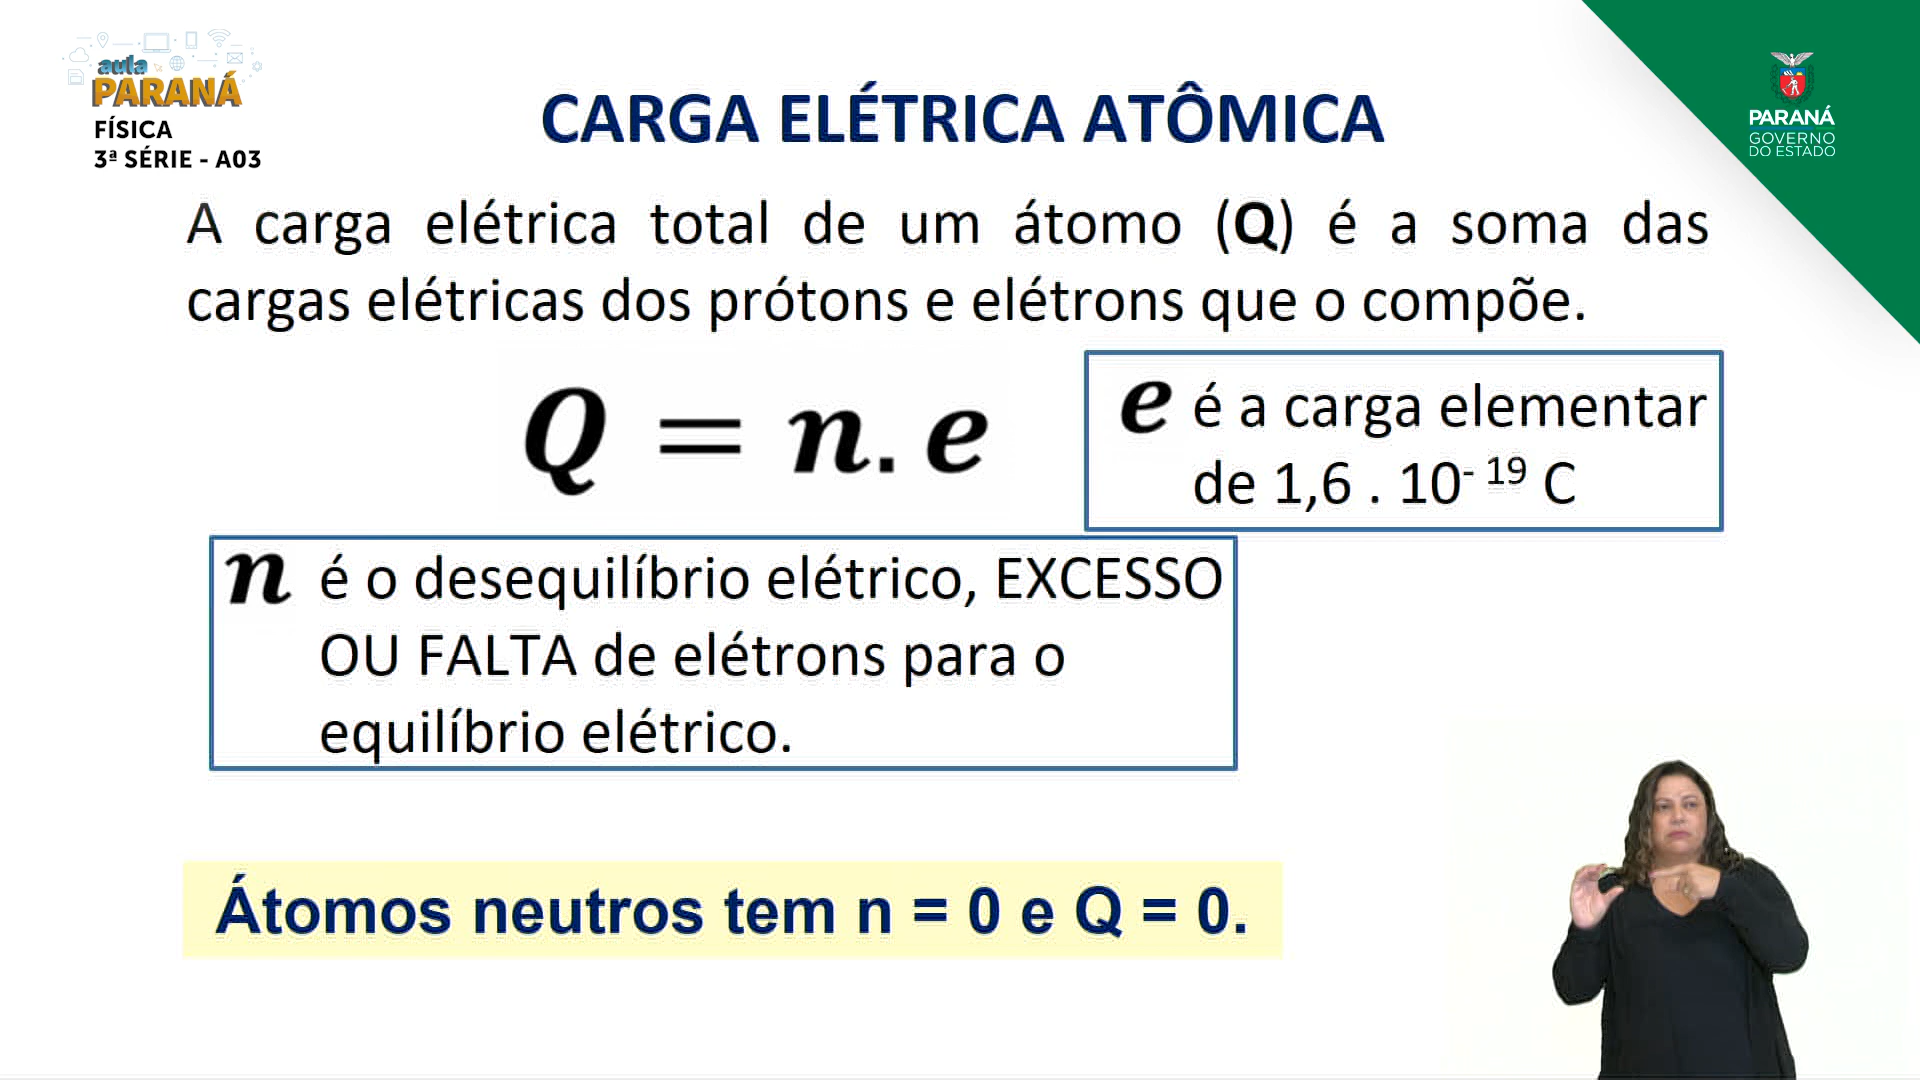 aula
PARANÁ
FÍSICA
3ª SÉRIE - A03
PARANÁ
GOVERNO
DO ESTADO
CARGA ELÉTRICA ATÔMICA
A carga elétrica total de um átomo (Q) é a soma das
cargas elétricas dos prótons e elétrons que o compõe.
Q = n. e
e é a carga elementar
de 1,6 . 10⁻ ¹⁹ C
n é o desequilíbrio elétrico, EXCESSO
OU FALTA de elétrons para o
equilíbrio elétrico.
Átomos neutros tem n = 0 e Q = 0.